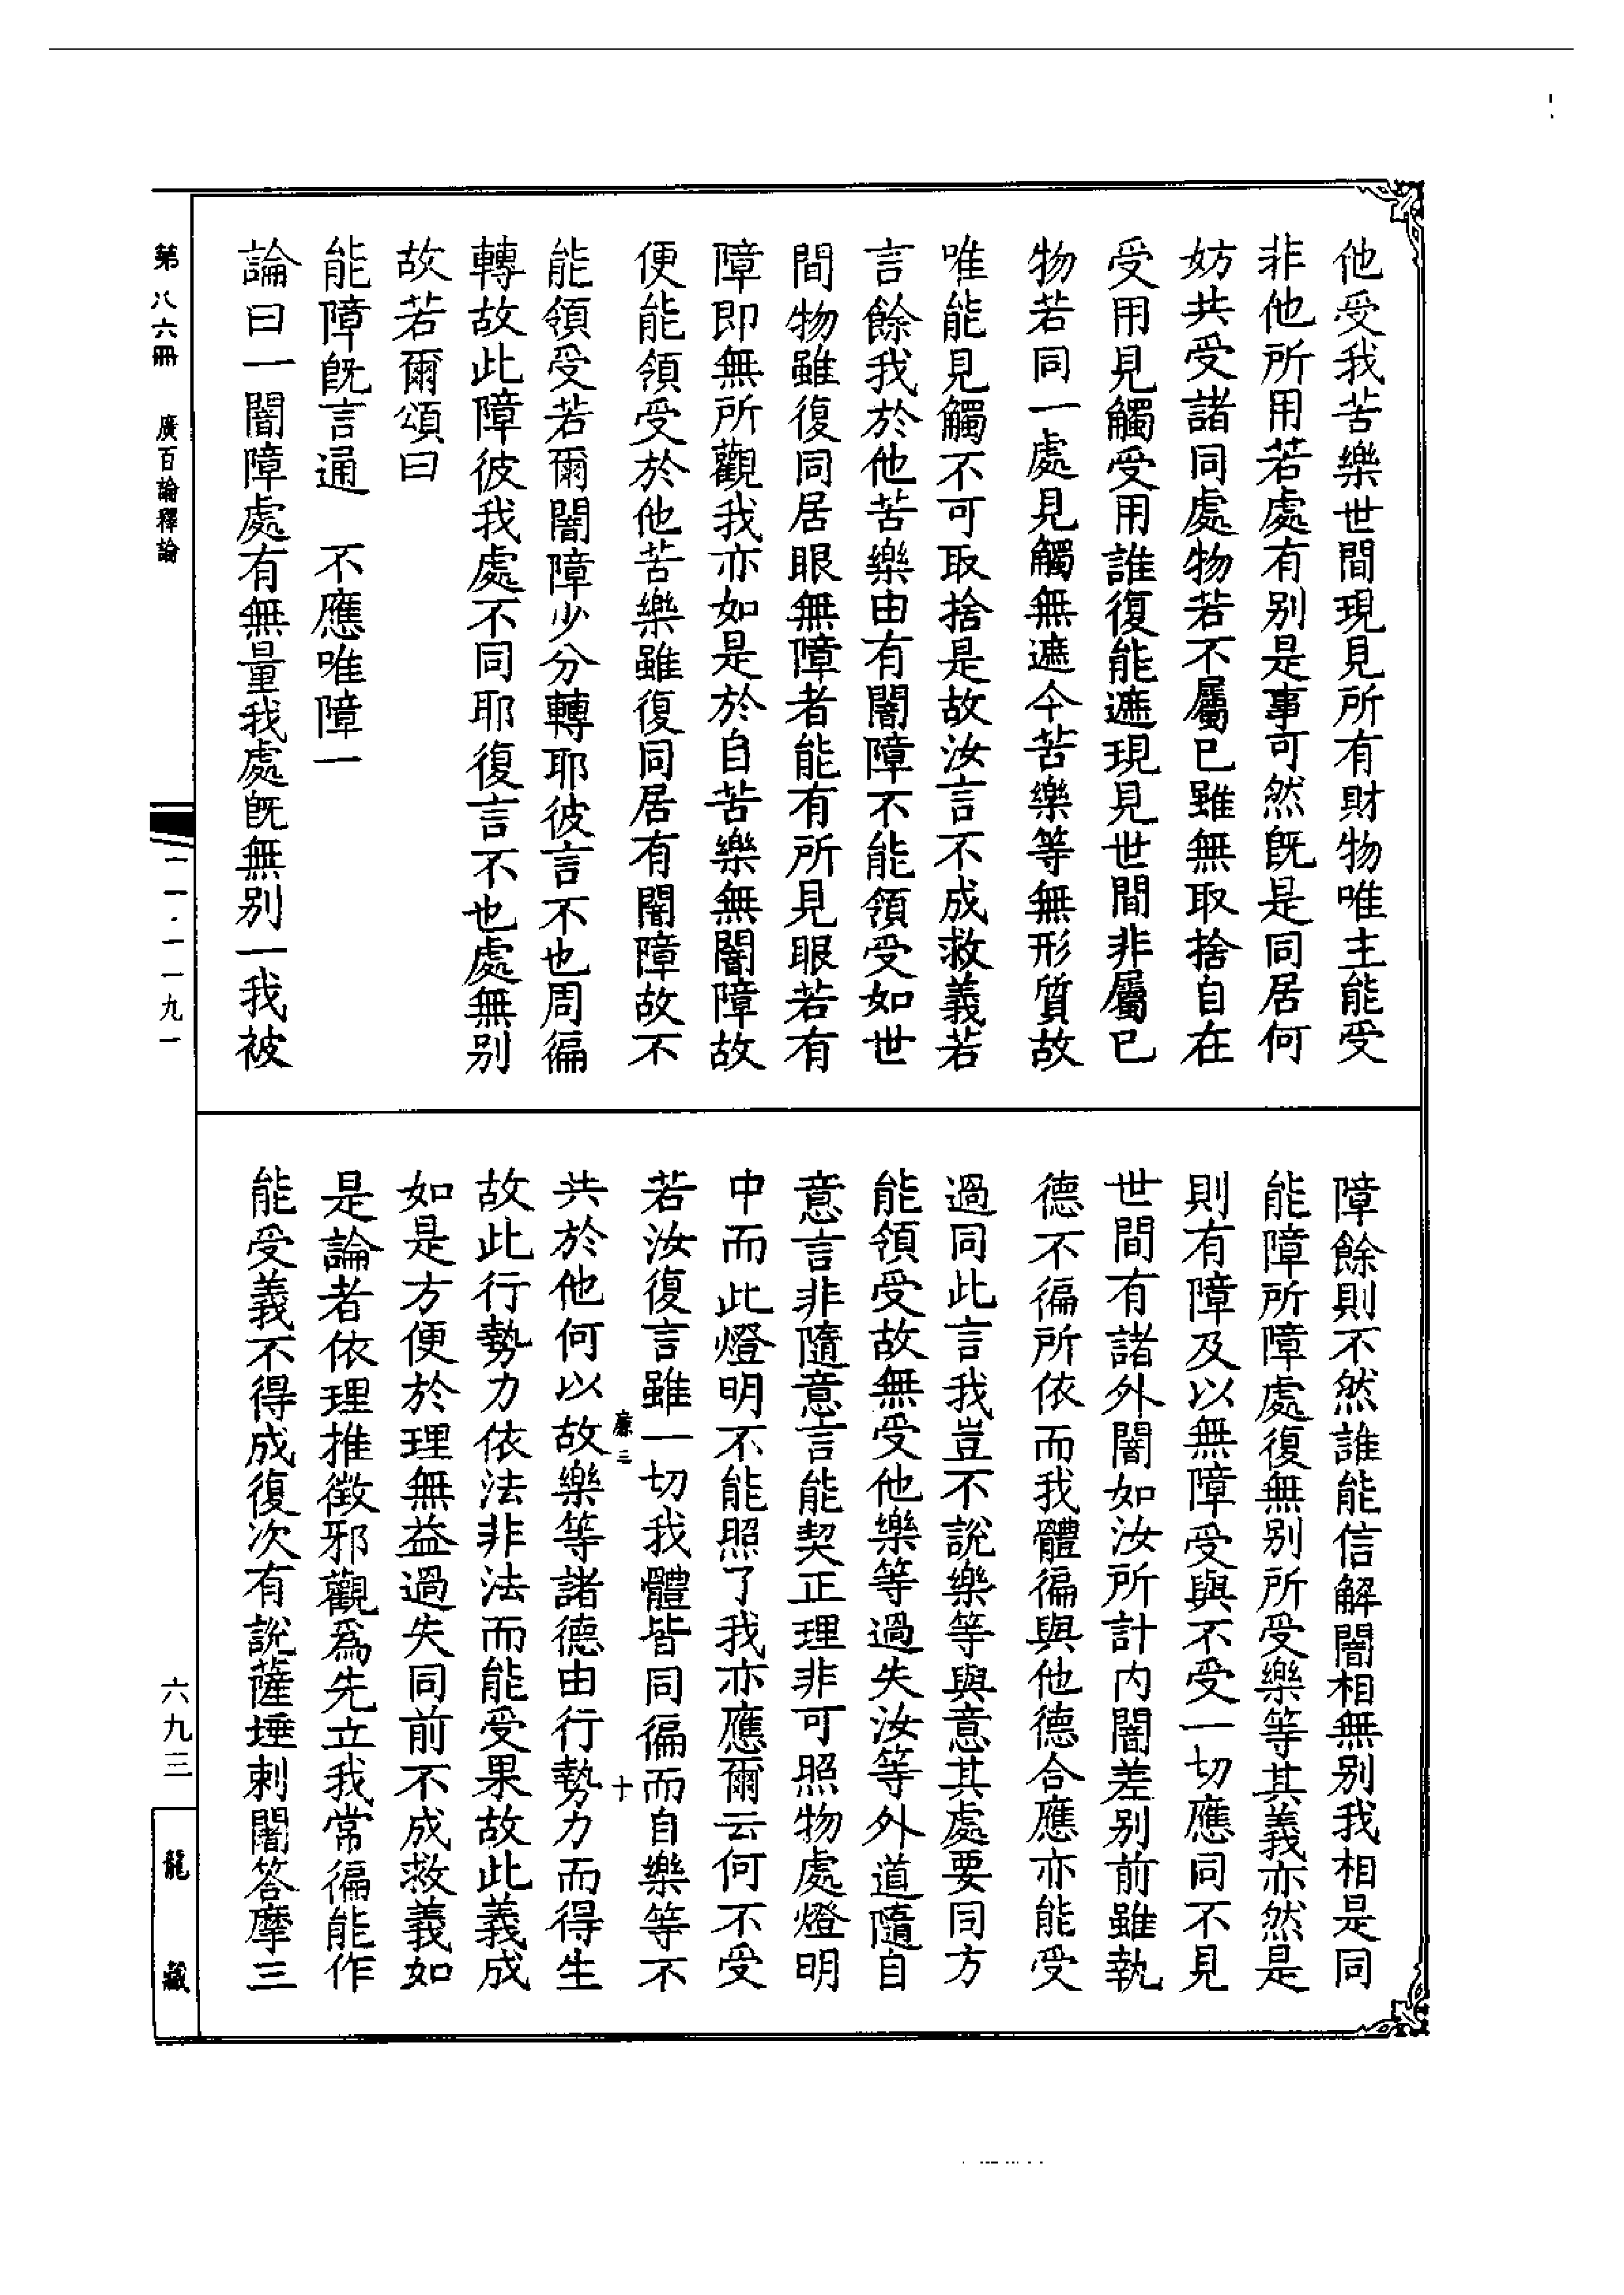 他受我苦樂世間現見所有財物唯主能受
非他所用若處有别是事可然旣是同居何
妨共受諸同處物若不屬已雖無取捨自在
受用見觸受用誰復能遮現見世間非屬已
物若同一處見觸無遮今苦樂等無形質故
唯能見觸不可取捨是故汝言不成救義若
言餘我於他苦樂由有闇障不能領受如世
間物雖復同居眼無障者能有所見眼若有
障即無所觀我亦如是於自苦樂無闇障故
便能領受於他苦樂雖復同居有闇障故不
能領受若爾闇障少分轉耶彼言不也周徧
轉故此障彼我處不同耶復言不也處無别
故若爾頌曰
能障旣言通　不應唯障一
論曰一闇障處有無量我處旣無别一我被
障餘則不然誰能信解闇相無别我相是同
能障所障處復無别所受樂等其義亦然是
則有障及以無障受與不受一切應同不見
世間有諸外闇如汝所計内闇差别前雖執
德不徧所依而我體徧與他德合應亦能受
過同此言我豈不說樂等與意其處要同方
能領受故無受他樂等過失汝等外道隨自
意言非隨意言能契正理非可照物處燈明
中而此燈明不能照了我亦應爾云何不受
若汝復言雖一切我體皆同徧而自樂等不
廉三
十
共於他何以故樂等諸德由行勢力而得生
故此行勢力依法非法而能受果故此義成
如是方便於理無益過失同前不成救義如
是論者依理推徵邪觀爲先立我常徧能作
能受義不得成復次有說薩埵剌闍答摩三
第八六冊　廣百論釋論
一一·一一九一
六九三
龍藏